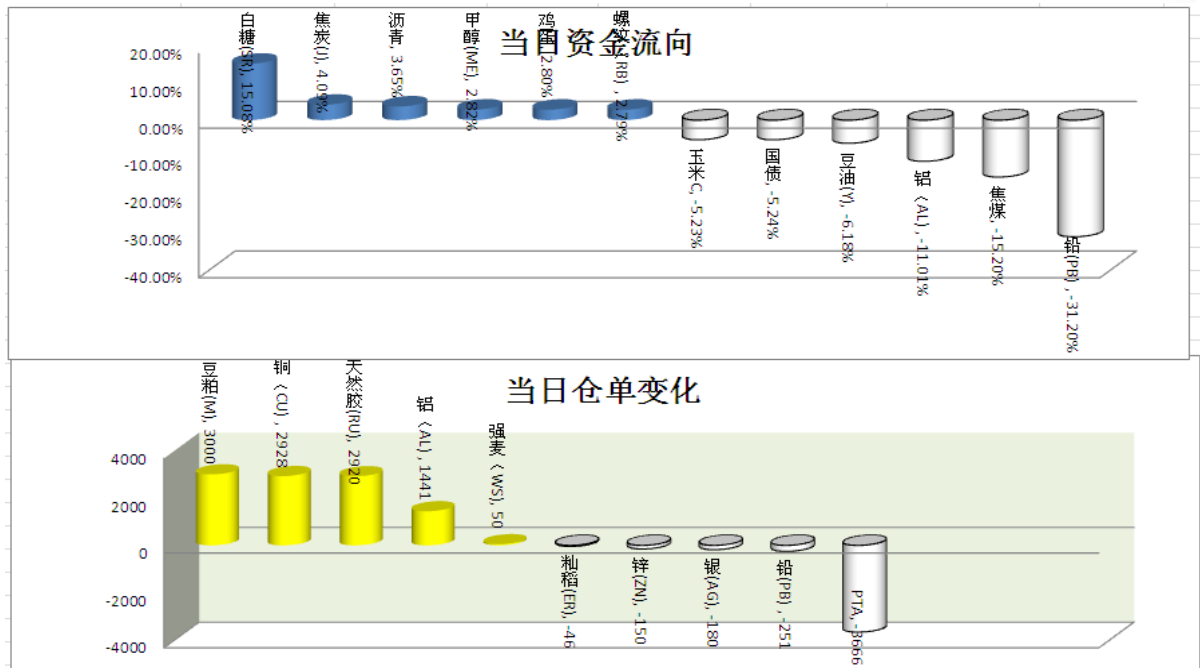 当日资金流向
20.00%
10.00%
0.00%
-10.00%
-20.00%
-30.00%
-40.00%
白糖(SR), 15.08%
焦炭(J), 4.09%
沥青, 3.65%
甲醇(ME), 2.82%
鸡蛋, 2.80%
螺纹(RB), 2.79%
玉米C, -5.23%
国债, -5.24%
豆油(Y), -6.18%
铝(AL), -11.01%
焦煤, -15.20%
铅(PB), -31.20%
当日仓单变化
4000
2000
0
-2000
-4000
豆粕(M), 3000
铜(CU), 2928
天然胶(RU), 2920
铝(AL), 1441
强麦(WS), 50
籼稻(ER), -46
锌(ZN), -150
银(AG), -180
铅(PB), -251
PTA, -3666